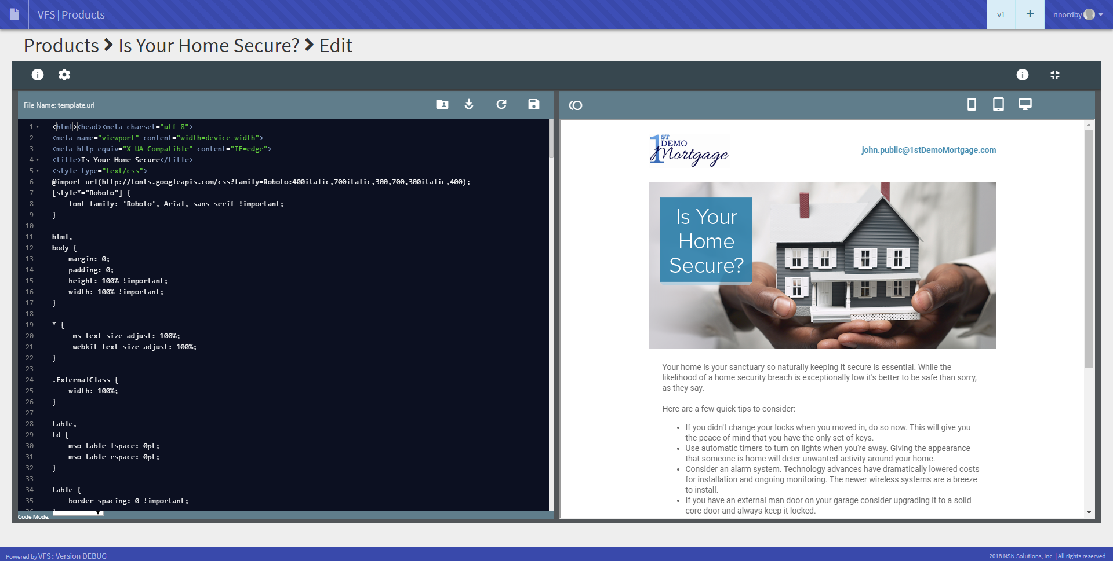 VFS | Products
v1
anordby
Products > Is Your Home Secure? > Edit
File Name: template.url
1 <html><head><meta charset="utf-8">
2 <meta name="viewport" content="width=device-width">
3 <meta http-equiv="X-UA-Compatible" content="IE=edge">
4 <title>Is Your Home Secure</title>
5 <style type="text/css">
6 @import url(http://fonts.googleapis.com/css?family=Roboto:400italic,700italic,300,700,300italic,400);
7 [style*="Roboto"] {
8 font-family: 'Roboto', Arial, sans-serif !important;
9 }
10
11 html,
12 body {
13 margin: 0;
14 padding: 0;
15 height: 100% !important;
16 width: 100% !important;
17 }
18
19 * {
20 -ms-text-size-adjust: 100%;
21 -webkit-text-size-adjust: 100%;
22 }
23
24 .ExternalClass {
25 width: 100%;
26 }
27
28 table,
29 td {
30 mso-table-lspace: 0pt;
31 mso-table-rspace: 0pt;
32 }
33
34 table {
35 border-spacing: 0 !important;
Code Mode:
1ST
DEMO
Mortgage
john.public@1stDemoMortgage.com
Is Your
Home
Secure?
Your home is your sanctuary so naturally keeping it secure is essential. While the
likelihood of a home security breach is exceptionally low it's better to be safe than sorry,
as they say.
Here are a few quick tips to consider:
• If you didn't change your locks when you moved in, do so now. This will give you
the peace of mind that you have the only set of keys.
• Use automatic timers to turn on lights when you're away. Giving the appearance
that someone is home will deter unwanted activity around your home.
• Consider an alarm system. Technology advances have dramatically lowered costs
for installation and ongoing monitoring. The newer wireless systems are a breeze
to install.
• If you have an external man door on your garage consider upgrading it to a solid
core door and always keep it locked.
Powered by VFS : Version DEBUG
Solutions, Inc. | All rights reserved